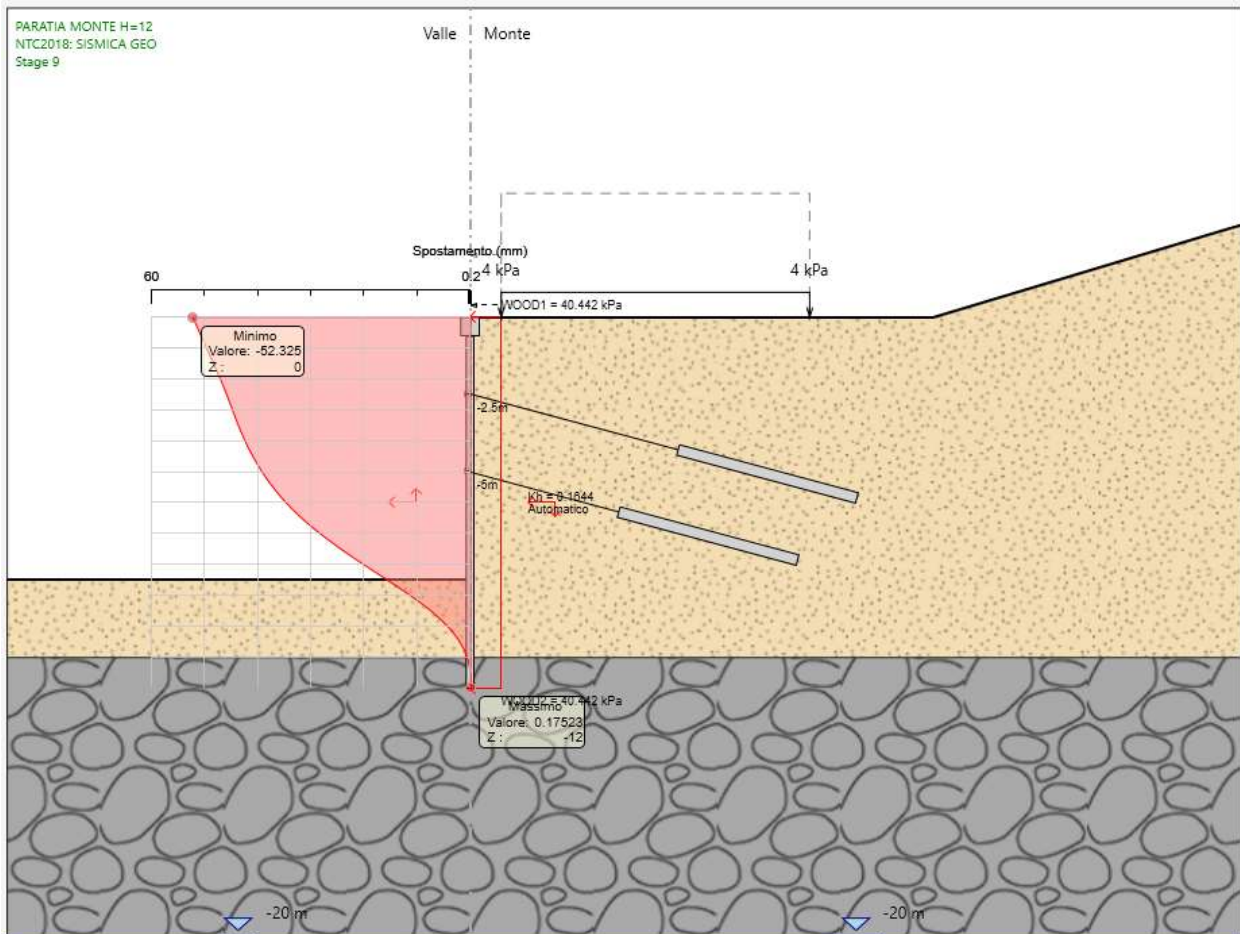 PARATIA MONTE H=12
NTC2018: SISMICA GEO
Stage 9
Valle
Monte
Spostamento (mm)
60
0.2
4 kPa
4 kPa
WOOD1 = 40.442 kPa
Minimo
Valore: -52.325
Z : 0
-2.5m
-5m
Kh = 0.1644
Automatico
WOOD2 = 40.442 kPa
Massimo
Valore: 0.17523
Z : -12
-20 m
-20 m